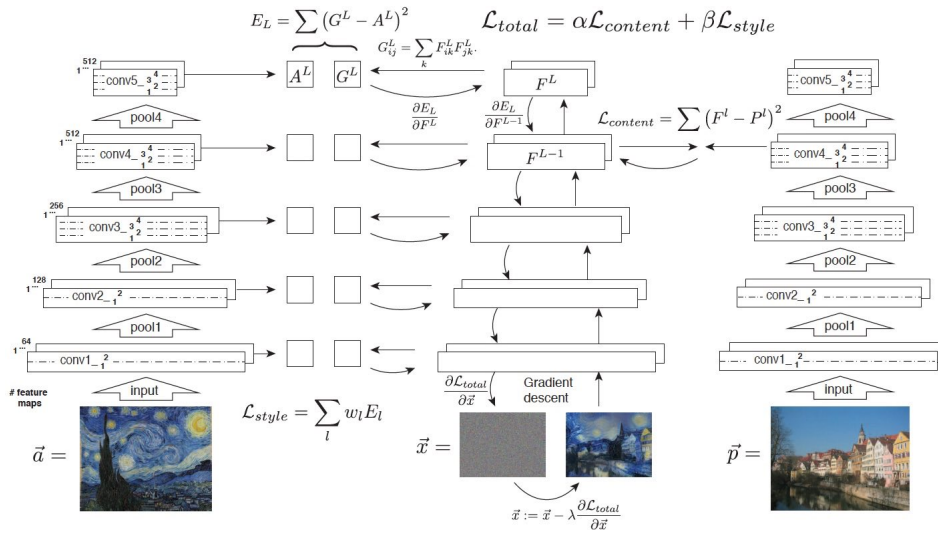 E_L = ∑ (G^L − A^L)^2
ℒ_total = αℒ_content + βℒ_style
G^L_ij = ∑_k F^L_ik F^L_jk.
1 ... 512
conv5_ 1 2 3 4
A^L
G^L
F^L
conv5_ 1 2 3 4
∂E_L/∂F^L
∂E_L/∂F^{L−1}
pool4
pool4
ℒ_content = ∑ (F^l − P^l)^2
1 ... 512
conv4_ 1 2 3 4
F^{L−1}
conv4_ 1 2 3 4
pool3
pool3
1 ... 256
conv3_ 1 2 3 4
conv3_ 1 2 3 4
pool2
pool2
1 ... 128
conv2_ 1 2
conv2_ 1 2
pool1
pool1
1 ... 64
conv1_ 1 2
conv1_ 1 2
# feature
maps
input
∂ℒ_total/∂x⃗
Gradient
descent
input
ℒ_style = ∑_l w_l E_l
a⃗ =
x⃗ =
p⃗ =
x⃗ := x⃗ − λ ∂ℒ_total/∂x⃗